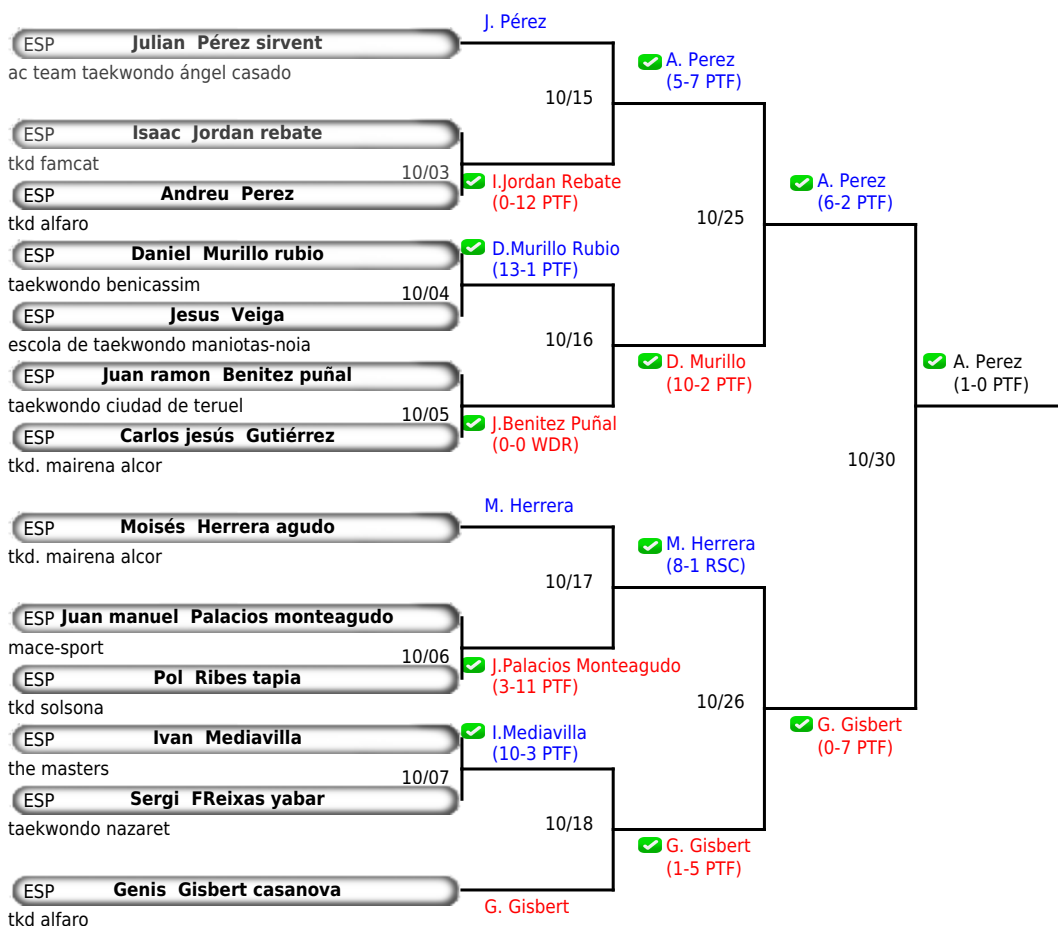 J. Pérez
ESP Julian Pérez sirvent
ac team taekwondo ángel casado
A. Perez
(5-7 PTF)
10/15
ESP Isaac Jordan rebate
tkd famcat
10/03
I.Jordan Rebate
(0-12 PTF)
ESP Andreu Perez
tkd alfaro
A. Perez
(6-2 PTF)
10/25
ESP Daniel Murillo rubio
taekwondo benicassim
D.Murillo Rubio
(13-1 PTF)
10/04
ESP Jesus Veiga
escola de taekwondo maniotas-noia
10/16
D. Murillo
(10-2 PTF)
ESP Juan ramon Benitez puñal
taekwondo ciudad de teruel
10/05
J.Benitez Puñal
(0-0 WDR)
ESP Carlos jesús Gutiérrez
tkd. mairena alcor
A. Perez
(1-0 PTF)
10/30
M. Herrera
ESP Moisés Herrera agudo
tkd. mairena alcor
M. Herrera
(8-1 RSC)
10/17
ESP Juan manuel Palacios monteagudo
mace-sport
10/06
J.Palacios Monteagudo
(3-11 PTF)
ESP Pol Ribes tapia
tkd solsona
10/26
G. Gisbert
(0-7 PTF)
ESP Ivan Mediavilla
the masters
I.Mediavilla
(10-3 PTF)
10/07
ESP Sergi FReixas yabar
taekwondo nazaret
10/18
G. Gisbert
(1-5 PTF)
ESP Genis Gisbert casanova
tkd alfaro
G. Gisbert